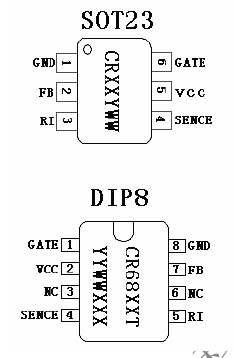 SOT23
GND 1 6 GATE
FB 2 5 VCC
RI 3 4 SENCE
CRXXYWW
DIP8
GATE 1 8 GND
VCC 2 7 FB
NC 3 6 NC
SENCE 4 5 RI
CR68XXT
YYWWXXX